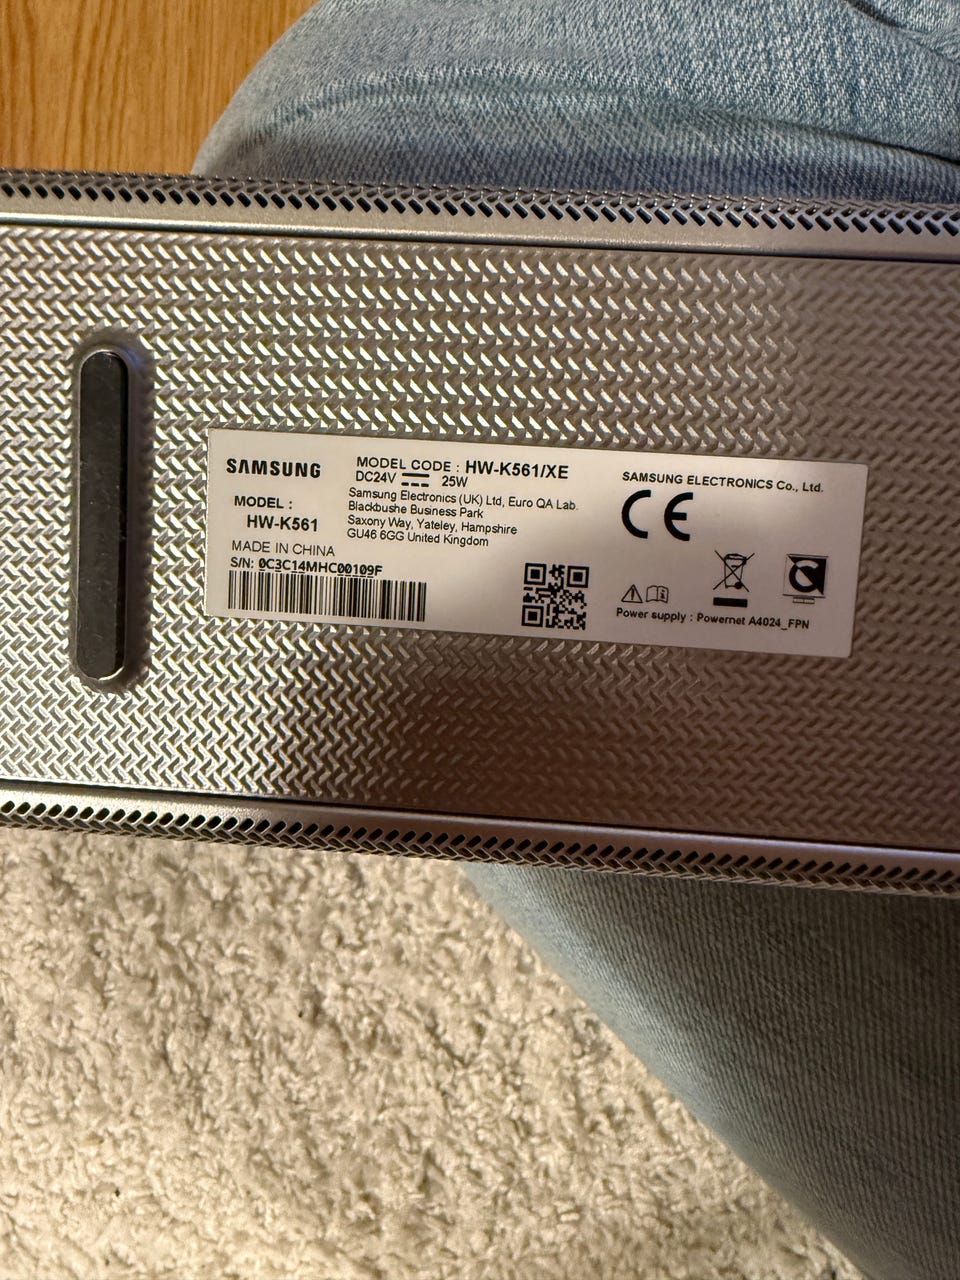 SAMSUNG
MODEL :
HW-K561
MADE IN CHINA
S/N: 0C3C14MHC00109F
MODEL CODE : HW-K561/XE
DC24V 25W
Samsung Electronics (UK) Ltd, Euro QA Lab.
Blackbushe Business Park
Saxony Way, Yateley, Hampshire
GU46 6GG United Kingdom
SAMSUNG ELECTRONICS Co., Ltd.
CE
Power supply : Powernet A4024_FPN